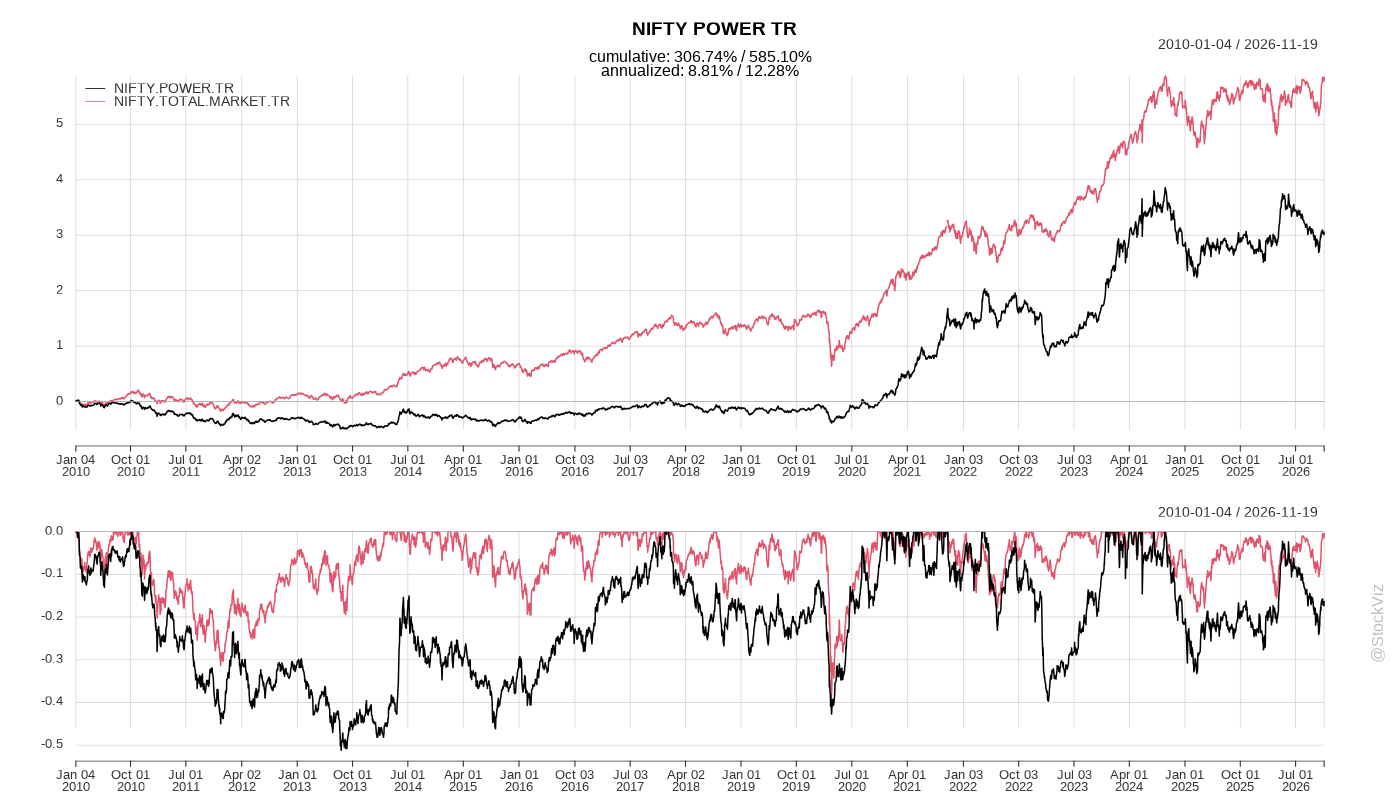 NIFTY POWER TR
cumulative: 306.74% / 585.10%
annualized: 8.81% / 12.28%
2010-01-04 / 2026-11-19
NIFTY.POWER.TR
NIFTY.TOTAL.MARKET.TR
5
4
3
2
1
0
Jan 04 2010
Oct 01 2010
Jul 01 2011
Apr 02 2012
Jan 01 2013
Oct 01 2013
Jul 01 2014
Apr 01 2015
Jan 01 2016
Oct 03 2016
Jul 03 2017
Apr 02 2018
Jan 01 2019
Oct 01 2019
Jul 01 2020
Apr 01 2021
Jan 03 2022
Oct 03 2022
Jul 03 2023
Apr 01 2024
Jan 01 2025
Oct 01 2025
Jul 01 2026
2010-01-04 / 2026-11-19
0.0
-0.1
-0.2
-0.3
-0.4
-0.5
Jan 04 2010
Oct 01 2010
Jul 01 2011
Apr 02 2012
Jan 01 2013
Oct 01 2013
Jul 01 2014
Apr 01 2015
Jan 01 2016
Oct 03 2016
Jul 03 2017
Apr 02 2018
Jan 01 2019
Oct 01 2019
Jul 01 2020
Apr 01 2021
Jan 03 2022
Oct 03 2022
Jul 03 2023
Apr 01 2024
Jan 01 2025
Oct 01 2025
Jul 01 2026
@StockViz